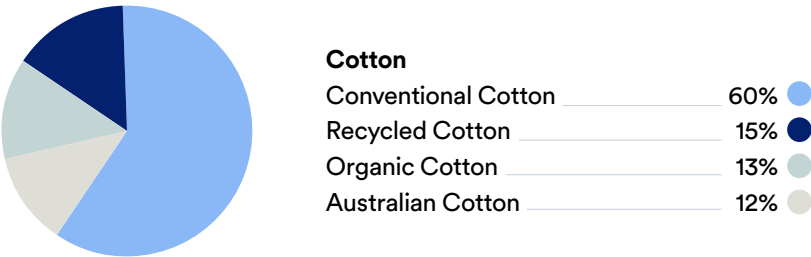 Cotton
Conventional Cotton 60%
Recycled Cotton 15%
Organic Cotton 13%
Australian Cotton 12%